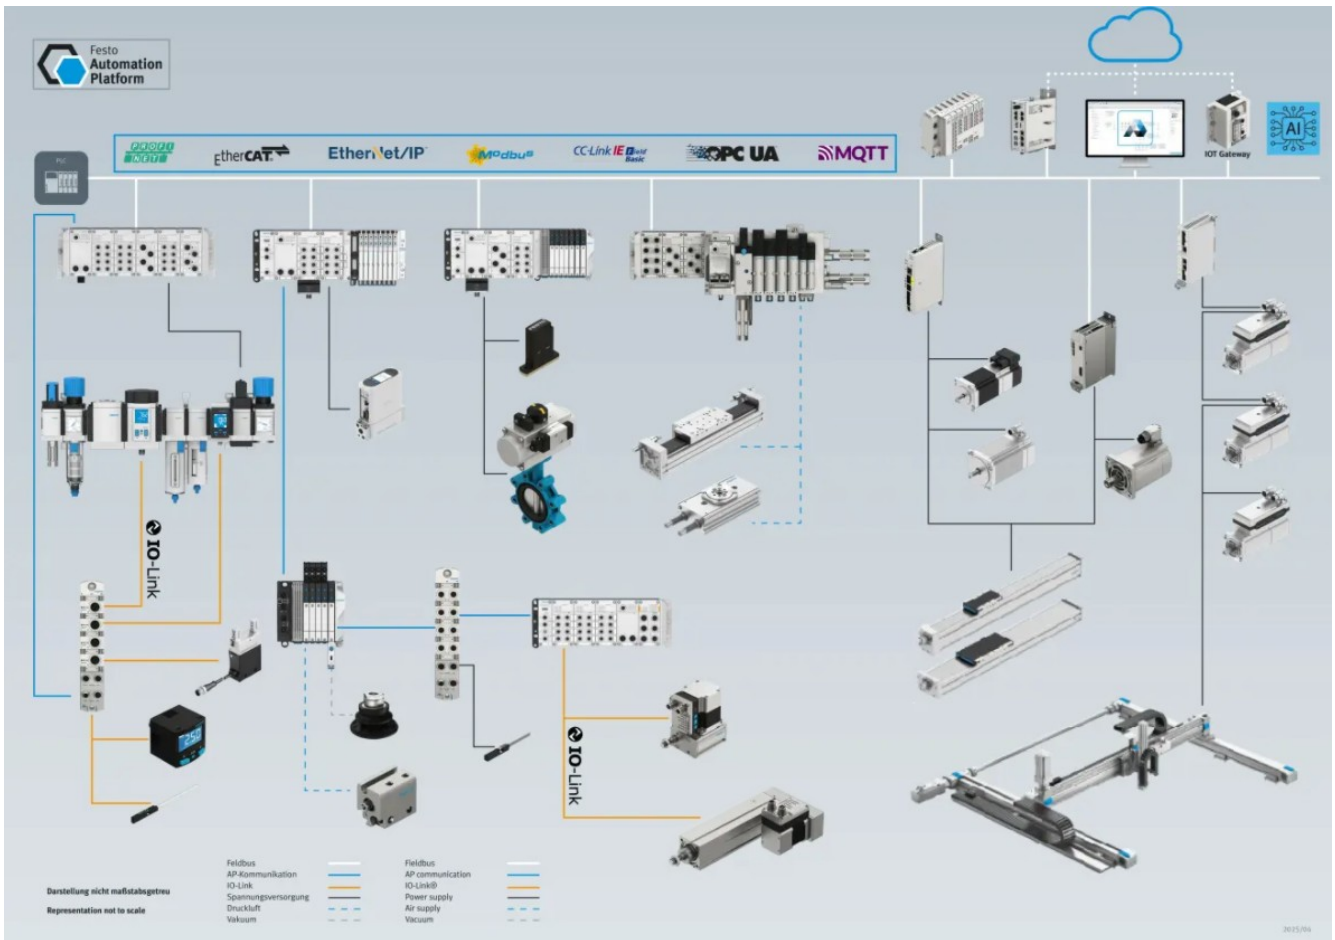 Festo
Automation
Platform
PLC
PROFI
NET
EtherCAT
EtherNet/IP
Modbus
CC-Link IE Field
Basic
OPC UA
MQTT
IOT Gateway
AI
IO-Link
IO-Link
Feldbus
AP-Kommunikation
IO-Link
Spannungsversorgung
Druckluft
Vakuum
Fieldbus
AP communication
IO-Link®
Power supply
Air supply
Vacuum
Darstellung nicht maßstabsgetreu
Representation not to scale